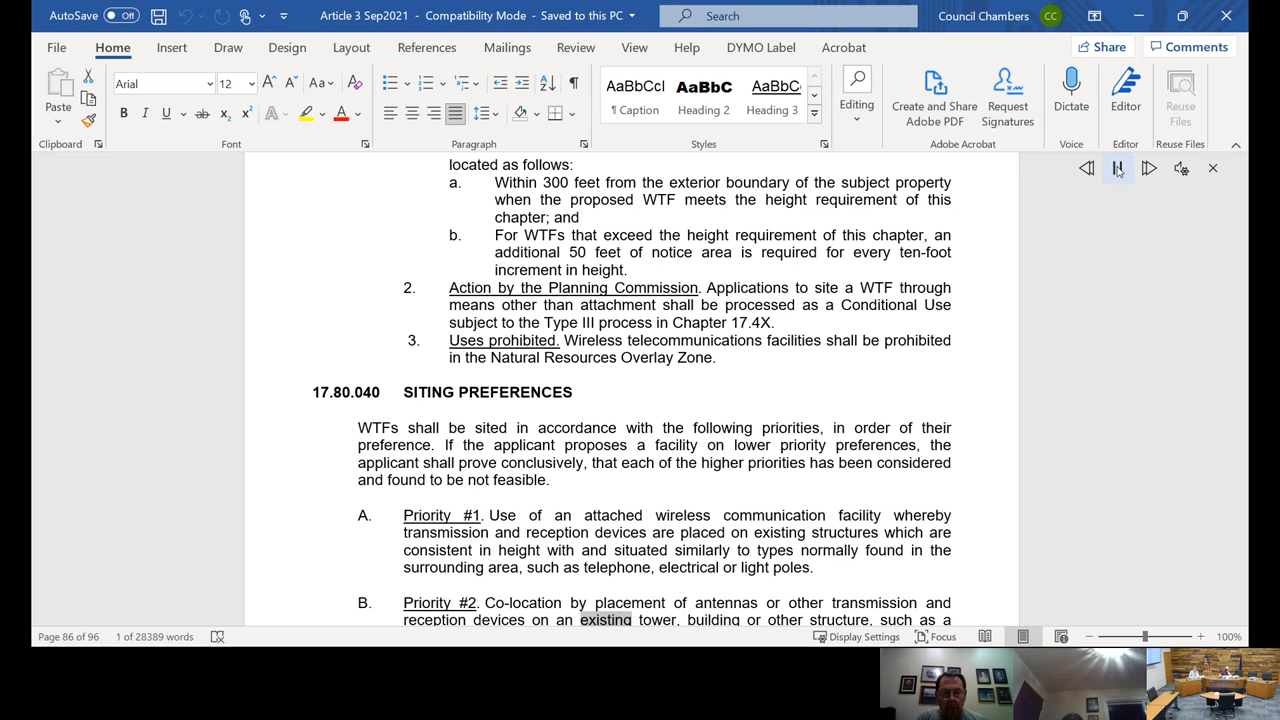 AutoSave Off Article 3 Sep2021 - Compatibility Mode - Saved to this PC Search Council Chambers CC
File Home Insert Draw Design Layout References Mailings Review View Help DYMO Label Acrobat Share Comments
Arial 12 Aa AaBbCcI AaBbC AaBbC
Paste B I U ab x₂ x² A A ¶ Caption Heading 2 Heading 3 Editing Create and Share Adobe PDF Request Signatures Dictate Editor Reuse Files
Clipboard Font Paragraph Styles Adobe Acrobat Voice Editor Reuse Files
located as follows:
a. Within 300 feet from the exterior boundary of the subject property
when the proposed WTF meets the height requirement of this
chapter; and
b. For WTFs that exceed the height requirement of this chapter, an
additional 50 feet of notice area is required for every ten-foot
increment in height.
2. Action by the Planning Commission. Applications to site a WTF through
means other than attachment shall be processed as a Conditional Use
subject to the Type III process in Chapter 17.4X.
3. Uses prohibited. Wireless telecommunications facilities shall be prohibited
in the Natural Resources Overlay Zone.
17.80.040 SITING PREFERENCES
WTFs shall be sited in accordance with the following priorities, in order of their
preference. If the applicant proposes a facility on lower priority preferences, the
applicant shall prove conclusively, that each of the higher priorities has been considered
and found to be not feasible.
A. Priority #1. Use of an attached wireless communication facility whereby
transmission and reception devices are placed on existing structures which are
consistent in height with and situated similarly to types normally found in the
surrounding area, such as telephone, electrical or light poles.
B. Priority #2. Co-location by placement of antennas or other transmission and
reception devices on an existing tower, building or other structure, such as a
Page 86 of 96 1 of 28389 words Display Settings Focus 100%